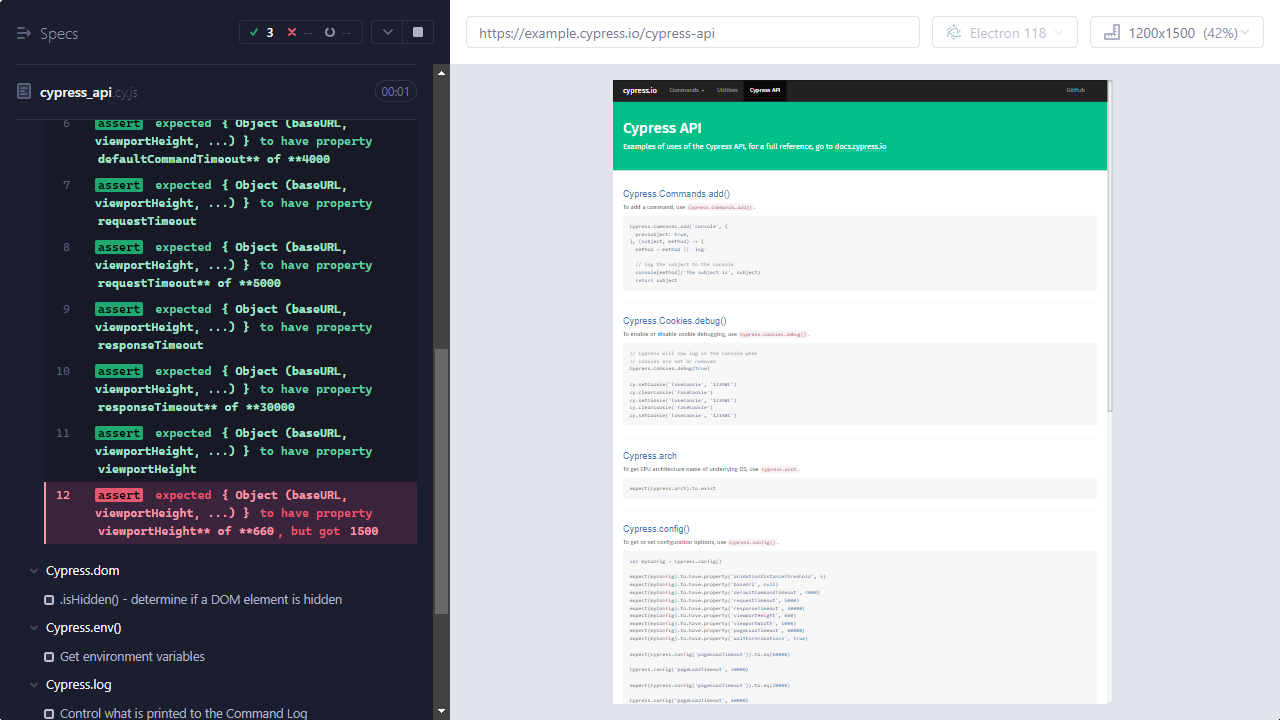 Specs
3
--
--
https://example.cypress.io/cypress-api
Electron 118
1200x1500 (42%)
cypress_api.cy.js
00:01
6 assert expected { Object (baseURL,
viewportHeight, ...) } to have property
defaultCommandTimeout** of **4000
7 assert expected { Object (baseURL,
viewportHeight, ...) } to have property
requestTimeout
8 assert expected { Object (baseURL,
viewportHeight, ...) } to have property
requestTimeout** of **5000
9 assert expected { Object (baseURL,
viewportHeight, ...) } to have property
responseTimeout
10 assert expected { Object (baseURL,
viewportHeight, ...) } to have property
responseTimeout** of **30000
11 assert expected { Object (baseURL,
viewportHeight, ...) } to have property
viewportHeight
12 assert expected { Object (baseURL,
viewportHeight, ...) } to have property
viewportHeight** of **660, but got 1500
Cypress.dom
.isHidden() - determine if a DOM element is hidden
Cypress.env()
Get environment variables
Cypress.log
Control what is printed to the Command Log
cypress.io Commands Utilities Cypress API GitHub
Cypress API
Examples of uses of the Cypress API, for a full reference, go to docs.cypress.io
Cypress.Commands.add()
To add a command, use Cypress.Commands.add().
Cypress.Commands.add('console', {
prevSubject: true,
}, (subject, method) => {
method = method || 'log'
// log the subject to the console
console[method]('The subject is', subject)
return subject
Cypress.Cookies.debug()
To enable or disable cookie debugging, use Cypress.Cookies.debug().
// Cypress will now log in the console when
// cookies are set or removed
Cypress.Cookies.debug(true)
cy.setCookie('fakeCookie', '123ABC')
cy.clearCookie('fakeCookie')
cy.setCookie('fakeCookie', '123ABC')
cy.clearCookie('fakeCookie')
cy.setCookie('fakeCookie', '123ABC')
Cypress.arch
To get CPU architecture name of underlying OS, use Cypress.arch.
expect(Cypress.arch).to.exist
Cypress.config()
To get or set configuration options, use Cypress.config().
var myConfig = Cypress.config()
expect(myConfig).to.have.property('animationDistanceThreshold', 5)
expect(myConfig).to.have.property('baseUrl', null)
expect(myConfig).to.have.property('defaultCommandTimeout', 4000)
expect(myConfig).to.have.property('requestTimeout', 5000)
expect(myConfig).to.have.property('responseTimeout', 30000)
expect(myConfig).to.have.property('viewportHeight', 660)
expect(myConfig).to.have.property('viewportWidth', 1000)
expect(myConfig).to.have.property('pageLoadTimeout', 60000)
expect(myConfig).to.have.property('waitForAnimations', true)
expect(Cypress.config('pageLoadTimeout')).to.eq(60000)
Cypress.config('pageLoadTimeout', 20000)
expect(Cypress.config('pageLoadTimeout')).to.eq(20000)
Cypress.config('pageLoadTimeout', 60000)